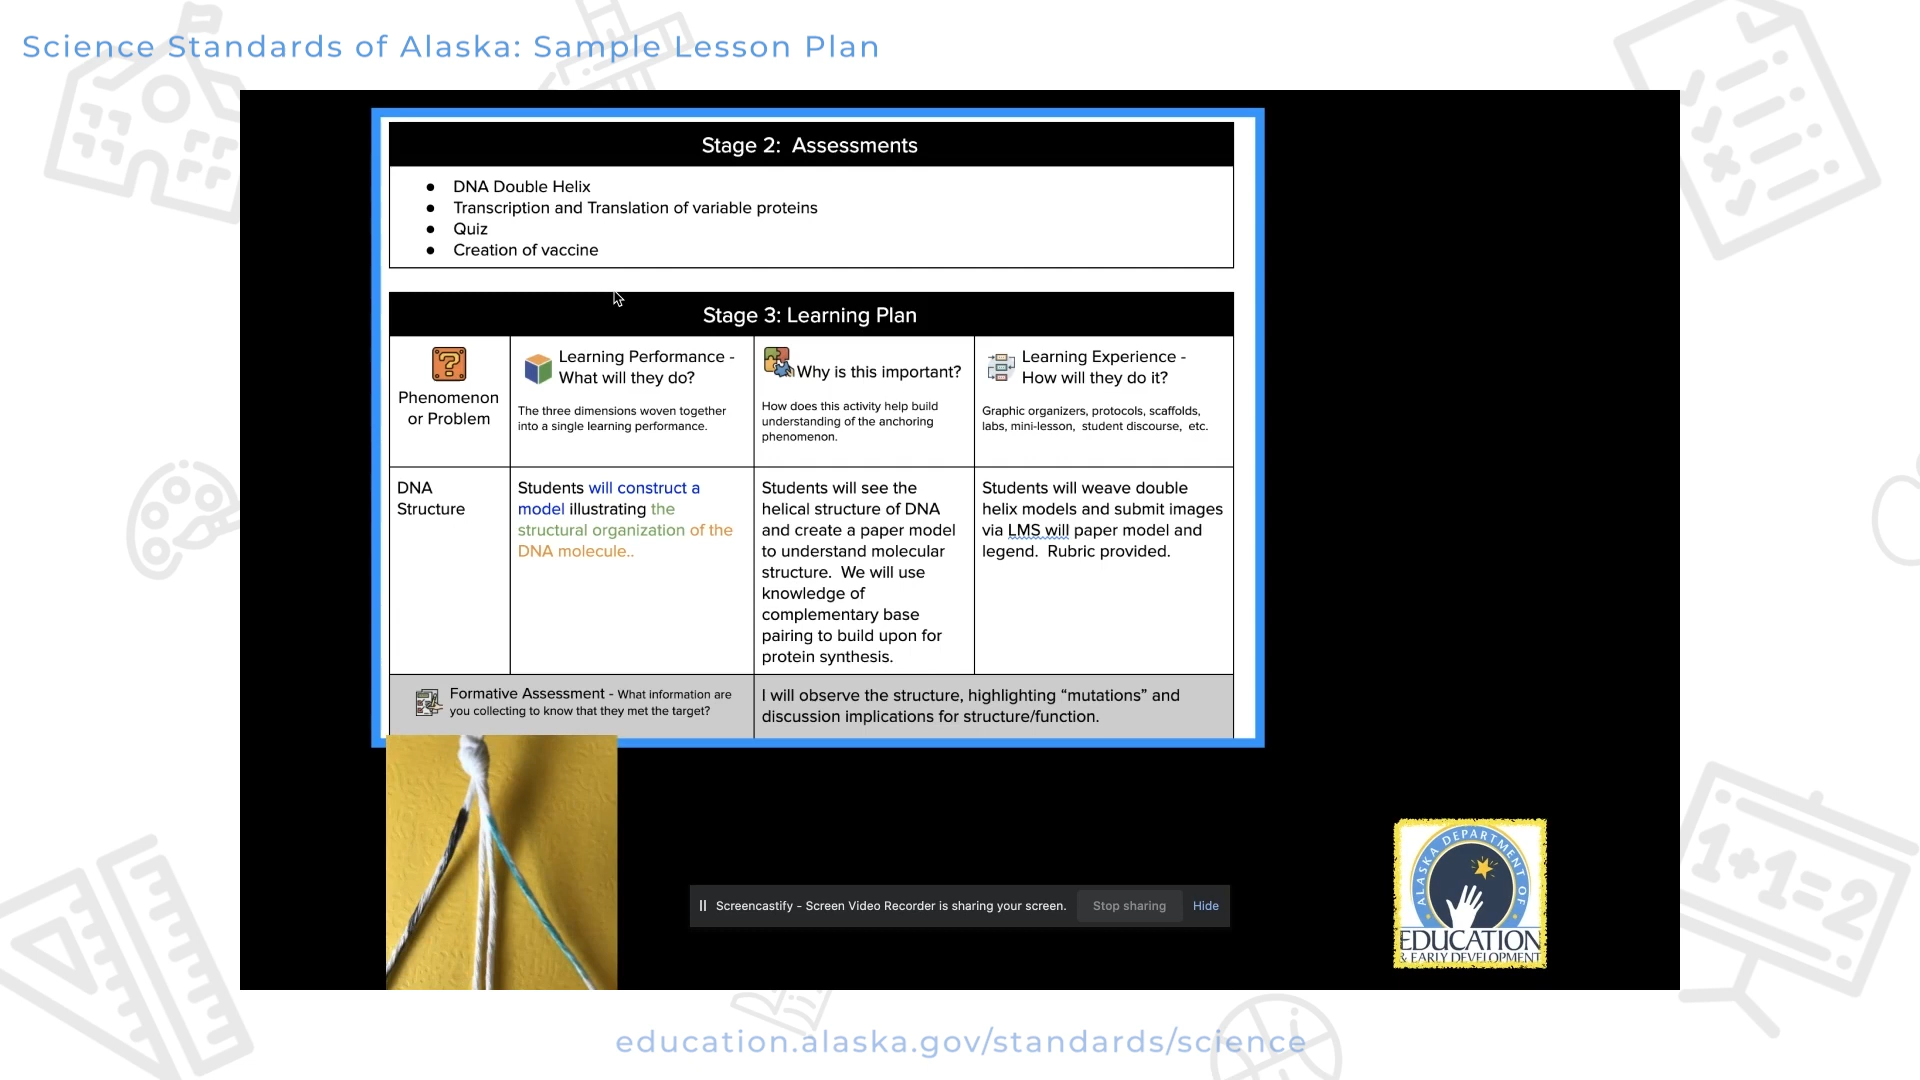 Science Standards of Alaska: Sample Lesson Plan
Stage 2: Assessments
● DNA Double Helix
● Transcription and Translation of variable proteins
● Quiz
● Creation of vaccine
Stage 3: Learning Plan
?
Phenomenon
or Problem
Learning Performance -
What will they do?
The three dimensions woven together
into a single learning performance.
Why is this important?
How does this activity help build
understanding of the anchoring
phenomenon.
Learning Experience -
How will they do it?
Graphic organizers, protocols, scaffolds,
labs, mini-lesson, student discourse, etc.
DNA
Structure
Students will construct a
model illustrating the
structural organization of the
DNA molecule..
Students will see the
helical structure of DNA
and create a paper model
to understand molecular
structure. We will use
knowledge of
complementary base
pairing to build upon for
protein synthesis.
Students will weave double
helix models and submit images
via LMS will paper model and
legend. Rubric provided.
Formative Assessment - What information are
you collecting to know that they met the target?
I will observe the structure, highlighting “mutations” and
discussion implications for structure/function.
Screencastify - Screen Video Recorder is sharing your screen.
Stop sharing
Hide
ALASKA DEPARTMENT OF
EDUCATION
& EARLY DEVELOPMENT
1+1=2
education.alaska.gov/standards/science